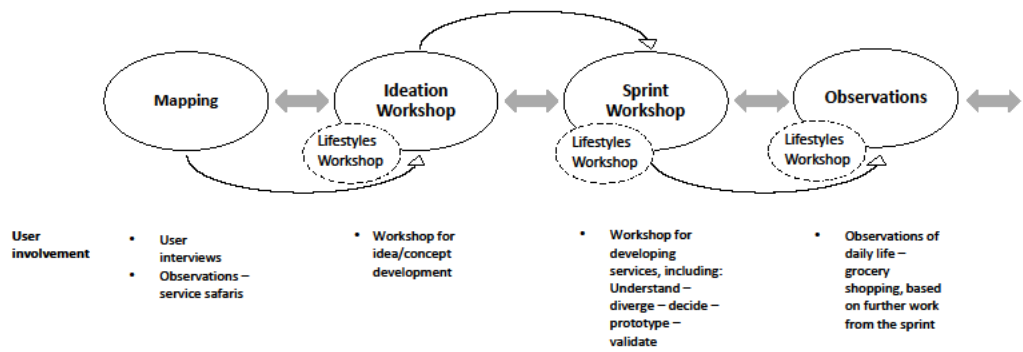 Mapping
Ideation
Workshop
Lifestyles
Workshop
Sprint
Workshop
Lifestyles
Workshop
Observations
Lifestyles
Workshop
User
involvement
• User
interviews
• Observations –
service safaris
• Workshop for
idea/concept
development
• Workshop for
developing
services, including:
Understand –
diverge – decide –
prototype –
validate
• Observations of
daily life –
grocery
shopping, based
on further work
from the sprint